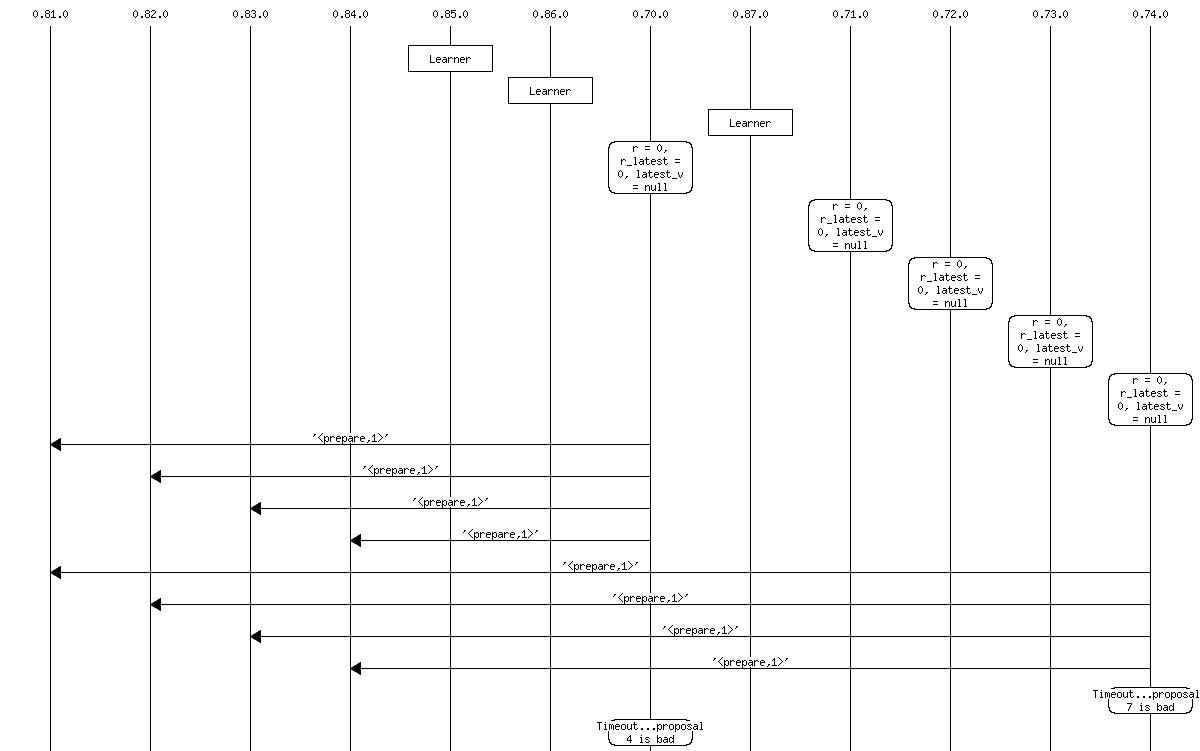 0.81.0 0.82.0 0.83.0 0.84.0 0.85.0 0.86.0 0.70.0 0.87.0 0.71.0 0.72.0 0.73.0 0.74.0
Learner
Learner
Learner
r = 0,
r_latest =
0, latest_v
= null
r = 0,
r_latest =
0, latest_v
= null
r = 0,
r_latest =
0, latest_v
= null
r = 0,
r_latest =
0, latest_v
= null
r = 0,
r_latest =
0, latest_v
= null
'<prepare,1>'
'<prepare,1>'
'<prepare,1>'
'<prepare,1>'
'<prepare,1>'
'<prepare,1>'
'<prepare,1>'
'<prepare,1>'
Timeout...proposal
7 is bad
Timeout...proposal
4 is bad